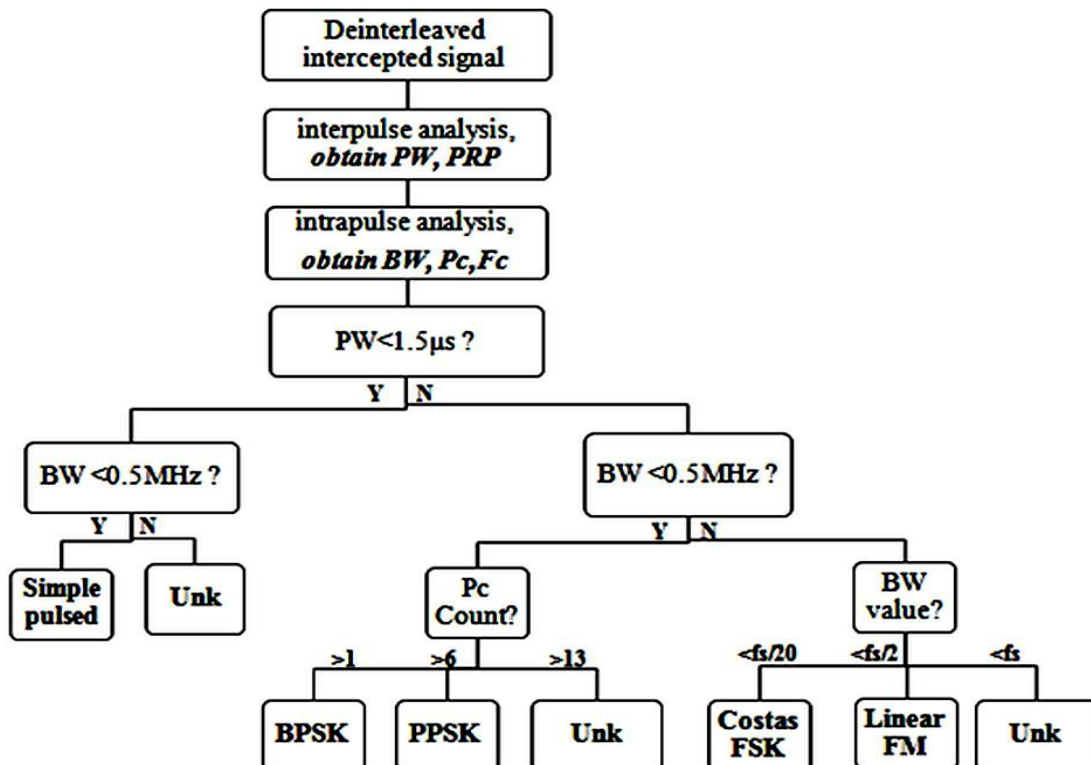 Deinterleaved
intercepted signal
interpulse analysis,
obtain PW, PRP
intrapulse analysis,
obtain BW, Pc,Fc
PW<1.5μs ?
Y N
BW <0.5MHz ?
BW <0.5MHz ?
Y N
Y N
Simple
pulsed
Unk
Pc
Count?
BW
value?
>1 >6 >13
<fs/20 <fs/2 <fs
BPSK
PPSK
Unk
Costas
FSK
Linear
FM
Unk